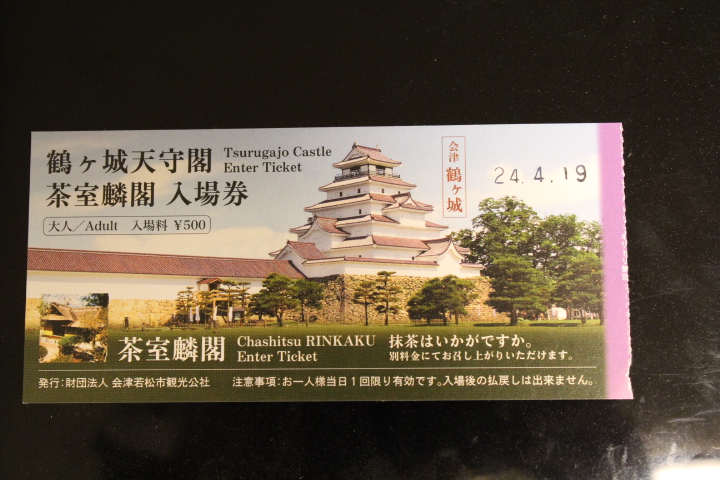 鶴ヶ城天守閣 Tsurugajo Castle Enter Ticket
茶室麟閣 入場券
大人／Adult 入場料 ¥500
会津 鶴ヶ城
24.4.19
茶室麟閣 Chashitsu RINKAKU Enter Ticket
抹茶はいかがですか。
別料金にてお召し上がりいただけます。
発行：財団法人 会津若松市観光公社 注意事項：お一人様当日1回限り有効です。入場後の払戻しは出来ません。